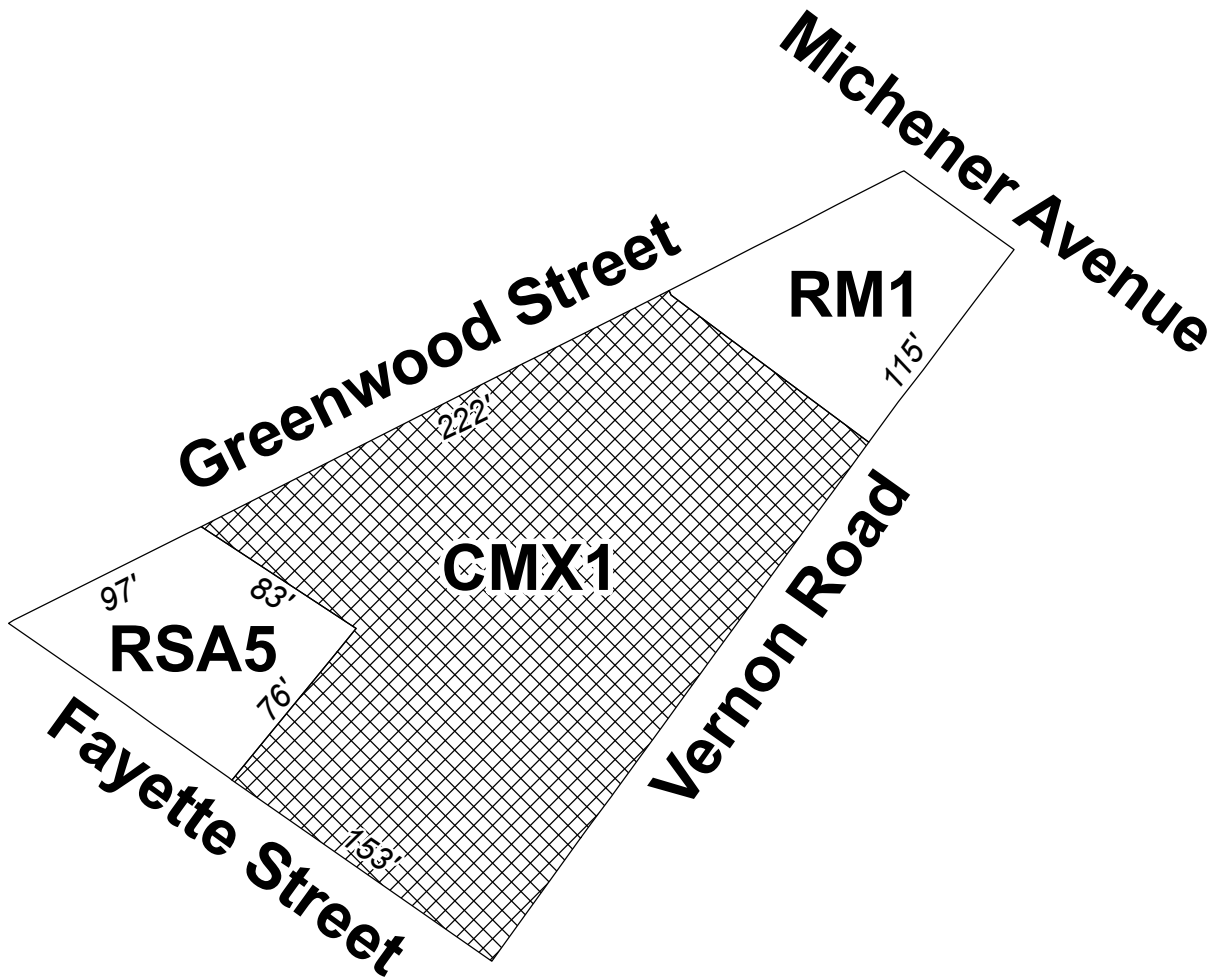 Michener Avenue
Greenwood Street
RM1
115'
222'
Vernon Road
CMX1
97'
83'
RSA5
76'
Fayette Street
153'